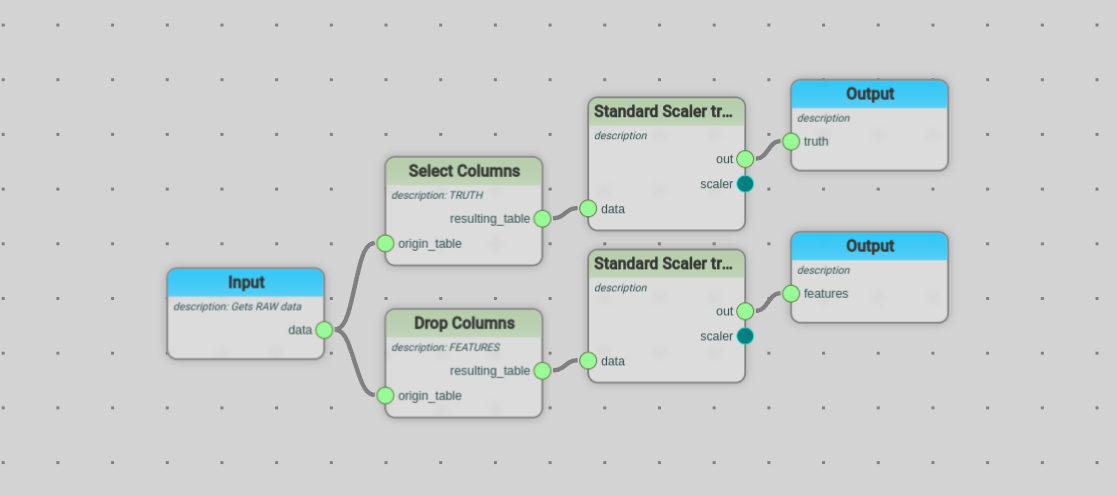 Input
description: Gets RAW data
data
Select Columns
description: TRUTH
resulting_table
origin_table
Drop Columns
description: FEATURES
resulting_table
origin_table
Standard Scaler tr...
description
out
scaler
data
Standard Scaler tr...
description
out
scaler
data
Output
description
truth
Output
description
features